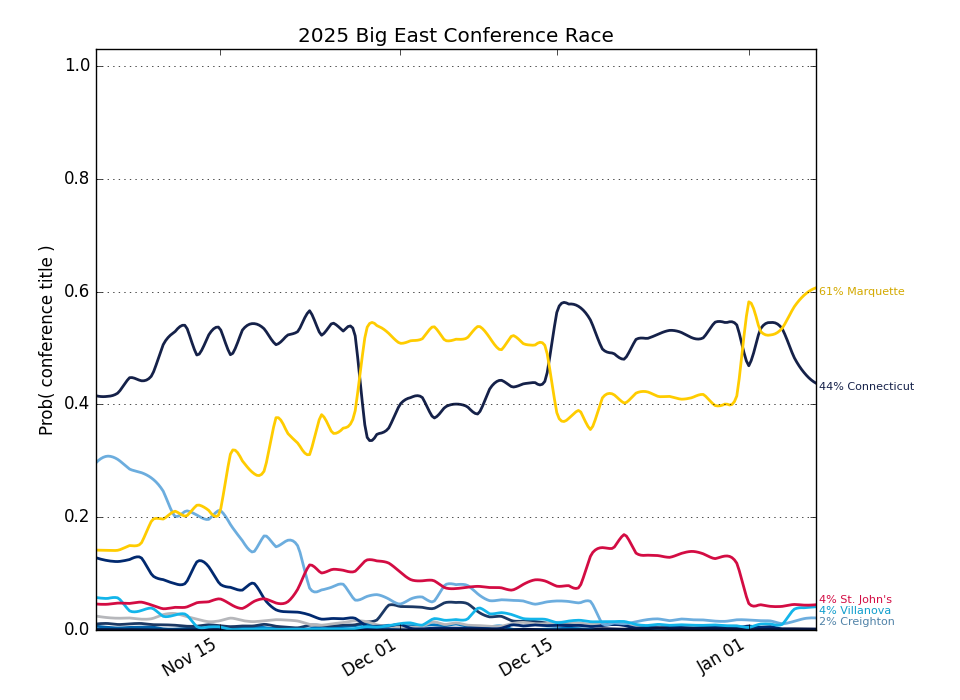 2025 Big East Conference Race
1.0
0.8
0.6
0.4
0.2
0.0
Prob( conference title )
61% Marquette
44% Connecticut
4% St. John's
4% Villanova
2% Creighton
Nov 15
Dec 01
Dec 15
Jan 01